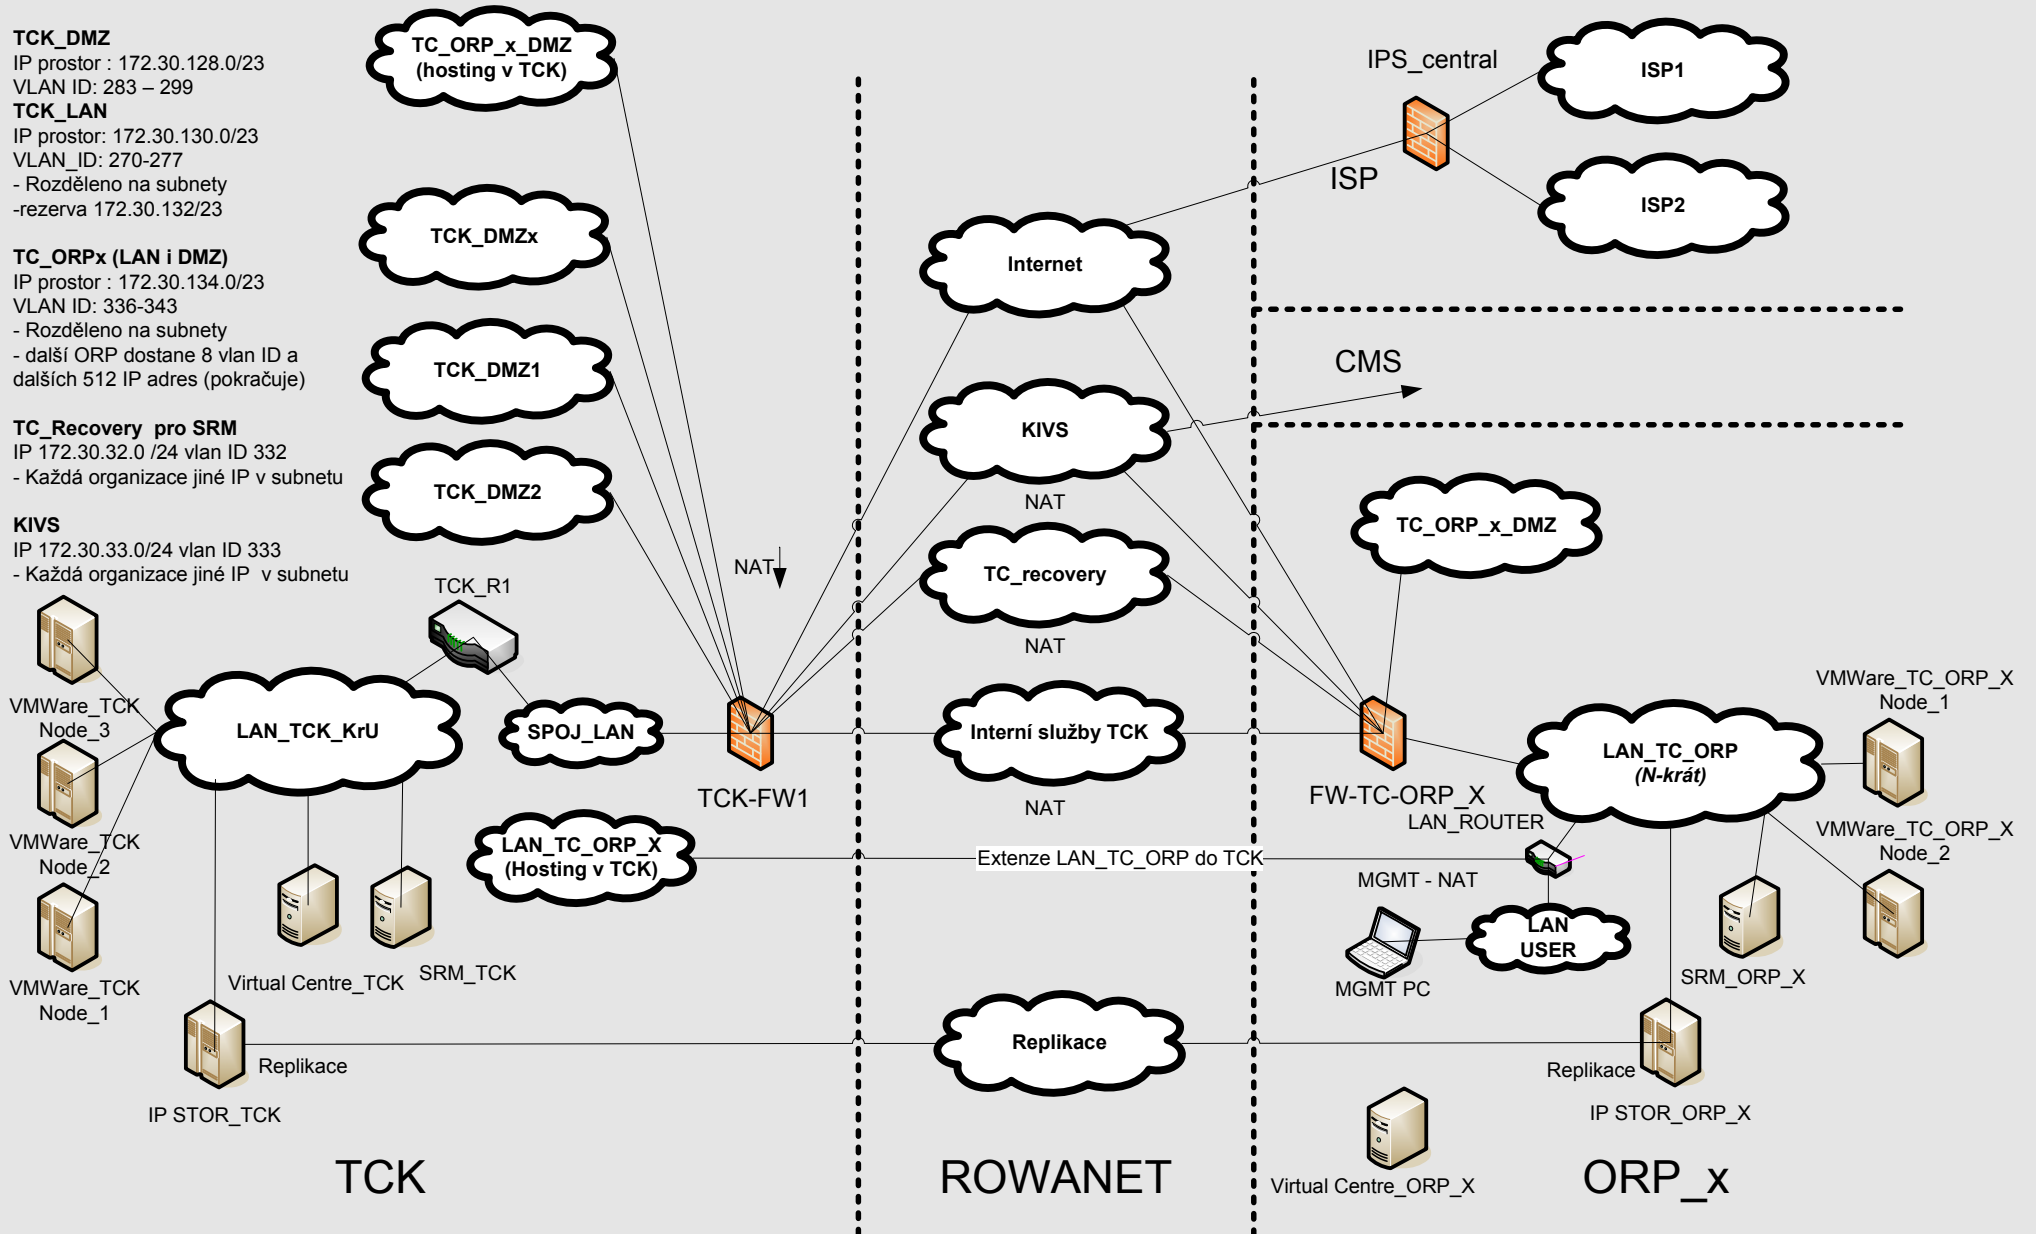 TCK_DMZ
IP prostor : 172.30.128.0/23
VLAN ID: 283 – 299
TCK_LAN
IP prostor: 172.30.130.0/23
VLAN_ID: 270-277
- Rozděleno na subnety
-rezerva 172.30.132/23
TC_ORPx (LAN i DMZ)
IP prostor : 172.30.134.0/23
VLAN ID: 336-343
- Rozděleno na subnety
- další ORP dostane 8 vlan ID a
dalších 512 IP adres (pokračuje)
TC_Recovery  pro SRM
IP 172.30.32.0 /24 vlan ID 332
- Každá organizace jiné IP v subnetu
KIVS
IP 172.30.33.0/24 vlan ID 333
- Každá organizace jiné IP  v subnetu
TC_ORP_x_DMZ
(hosting v TCK)
TCK_DMZx
TCK_DMZ1
TCK_DMZ2
NAT
TCK_R1
VMWare_TCK
Node_3
VMWare_TCK
Node_2
VMWare_TCK
Node_1
LAN_TCK_KrU
SPOJ_LAN
TCK-FW1
LAN_TC_ORP_X
(Hosting v TCK)
Virtual Centre_TCK
SRM_TCK
Replikace
IP STOR_TCK
TCK
Internet
KIVS
NAT
TC_recovery
NAT
Interní služby TCK
NAT
Extenze LAN_TC_ORP do TCK
Replikace
ROWANET
IPS_central
ISP
ISP1
ISP2
CMS
TC_ORP_x_DMZ
FW-TC-ORP_X
LAN_ROUTER
LAN_TC_ORP
(N-krát)
VMWare_TC_ORP_X
Node_1
VMWare_TC_ORP_X
Node_2
MGMT - NAT
LAN
USER
MGMT PC
SRM_ORP_X
Replikace
IP STOR_ORP_X
Virtual Centre_ORP_X
ORP_x